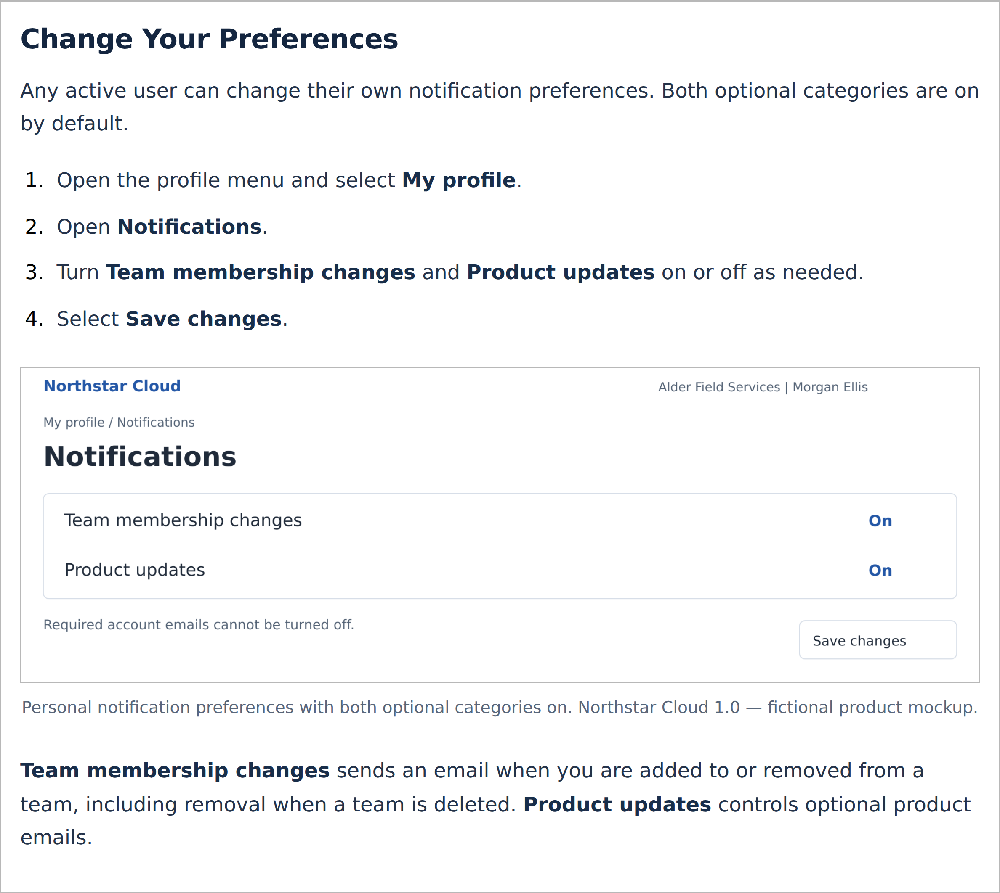 Change Your Preferences
Any active user can change their own notification preferences. Both optional categories are on
by default.
1. Open the profile menu and select My profile.
2. Open Notifications.
3. Turn Team membership changes and Product updates on or off as needed.
4. Select Save changes.
Northstar Cloud
Alder Field Services | Morgan Ellis
My profile / Notifications
Notifications
Team membership changes On
Product updates On
Required account emails cannot be turned off.
Save changes
Personal notification preferences with both optional categories on. Northstar Cloud 1.0 — fictional product mockup.
Team membership changes sends an email when you are added to or removed from a
team, including removal when a team is deleted. Product updates controls optional product
emails.